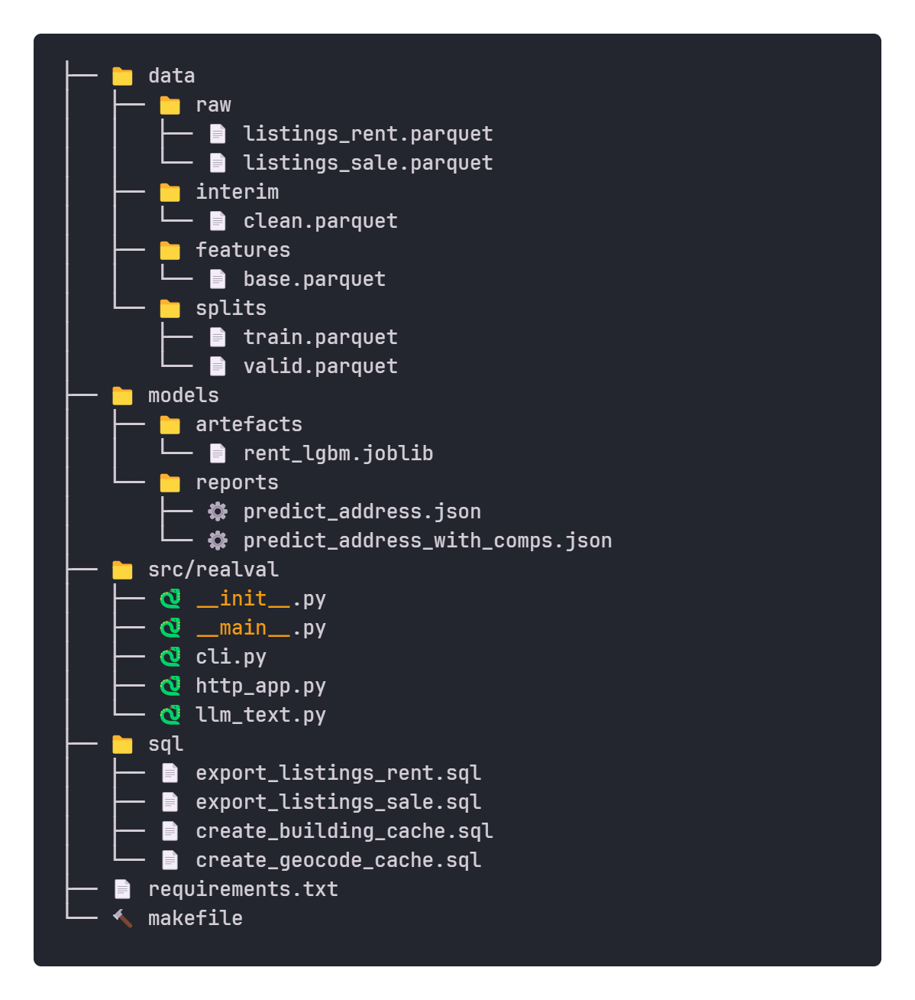 data
raw
listings_rent.parquet
listings_sale.parquet
interim
clean.parquet
features
base.parquet
splits
train.parquet
valid.parquet
models
artefacts
rent_lgbm.joblib
reports
predict_address.json
predict_address_with_comps.json
src/realval
__init__.py
__main__.py
cli.py
http_app.py
llm_text.py
sql
export_listings_rent.sql
export_listings_sale.sql
create_building_cache.sql
create_geocode_cache.sql
requirements.txt
makefile